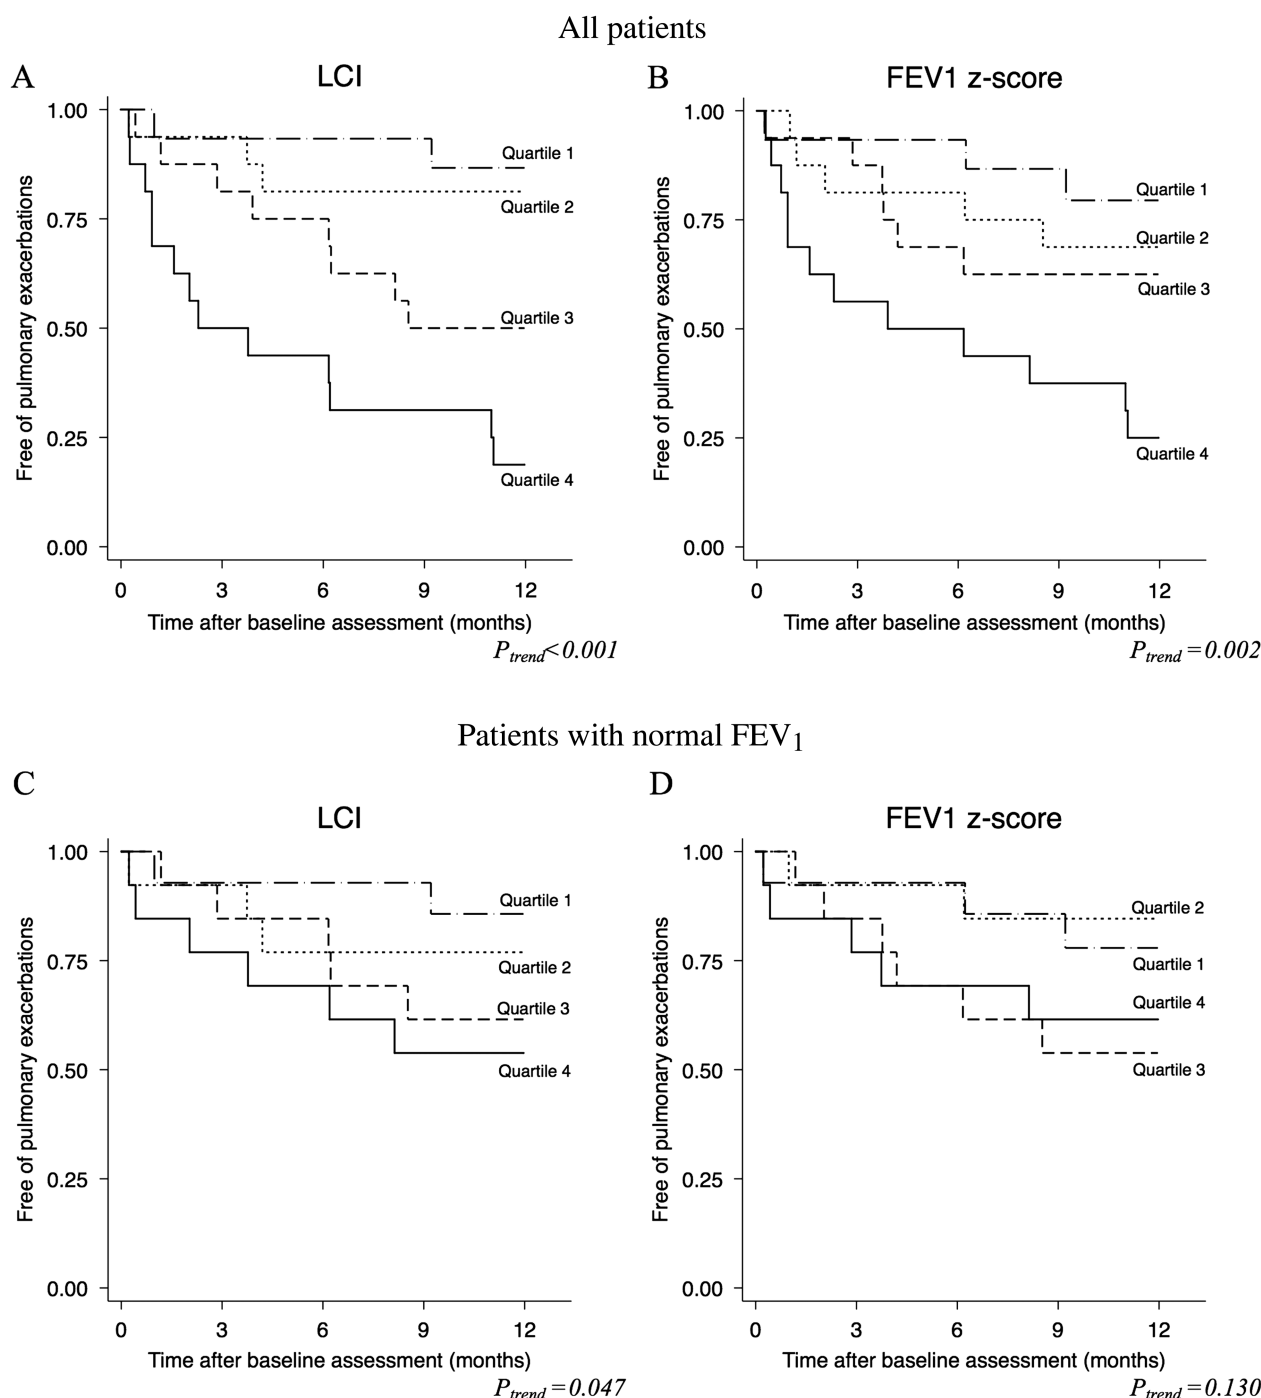 All patients
A
LCI
Free of pulmonary exacerbations
1.00
0.75
0.50
0.25
0.00
Quartile 1
Quartile 2
Quartile 3
Quartile 4
0 3 6 9 12
Time after baseline assessment (months)
Ptrend<0.001
B
FEV1 z-score
Free of pulmonary exacerbations
1.00
0.75
0.50
0.25
0.00
Quartile 1
Quartile 2
Quartile 3
Quartile 4
0 3 6 9 12
Time after baseline assessment (months)
Ptrend=0.002
Patients with normal FEV1
C
LCI
Free of pulmonary exacerbations
1.00
0.75
0.50
0.25
0.00
Quartile 1
Quartile 2
Quartile 3
Quartile 4
0 3 6 9 12
Time after baseline assessment (months)
Ptrend=0.047
D
FEV1 z-score
Free of pulmonary exacerbations
1.00
0.75
0.50
0.25
0.00
Quartile 2
Quartile 1
Quartile 4
Quartile 3
0 3 6 9 12
Time after baseline assessment (months)
Ptrend=0.130